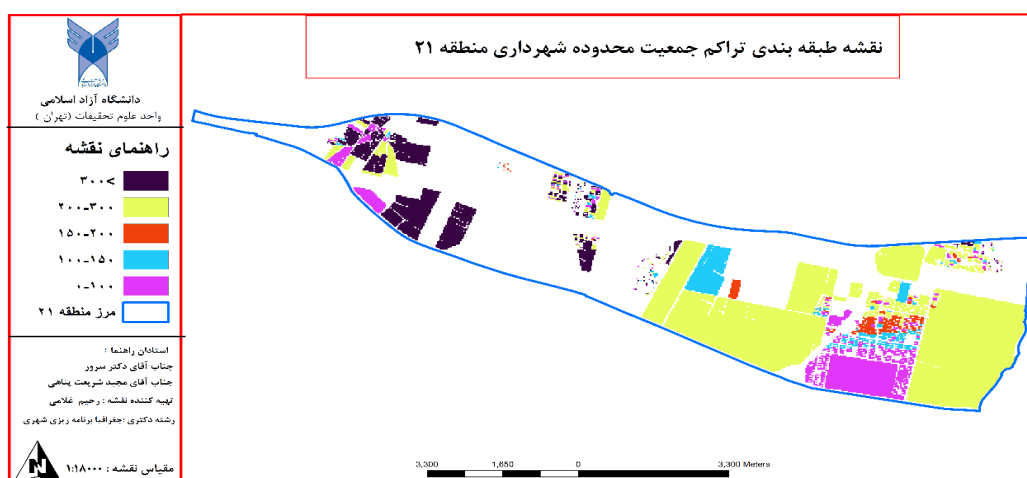 نقشه طبقه بندی تراکم جمعیت محدوده شهرداری منطقه ۲۱
دانشگاه آزاد اسلامی
واحد علوم تحقیقات (تهران )
راهنمای نقشه
۳۰۰<
۲۰۰-۳۰۰
۱۵۰-۲۰۰
۱۰۰-۱۵۰
۰-۱۰۰
مرز منطقه ۲۱
استادان راهنما :
جناب آقای دکتر سرور
جناب آقای مجید شریعت پناهی
تهیه کننده نقشه : رحیم غلامی
رشته دکتری :جغرافیا برنامه ریزی شهری
N
مقیاس نقشه : ۱:۱۸۰۰۰
3,300 1,650 0 3,300 Meters